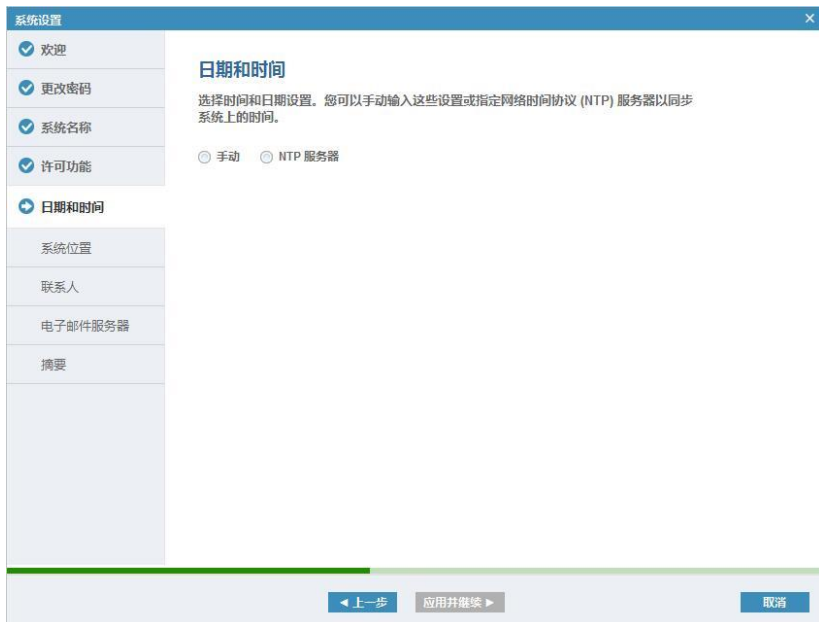 系统设置
欢迎
更改密码
系统名称
许可功能
日期和时间
系统位置
联系人
电子邮件服务器
摘要
日期和时间
选择时间和日期设置。您可以手动输入这些设置或指定网络时间协议 (NTP) 服务器以同步
系统上的时间。
手动 NTP 服务器
上一步 应用并继续 取消